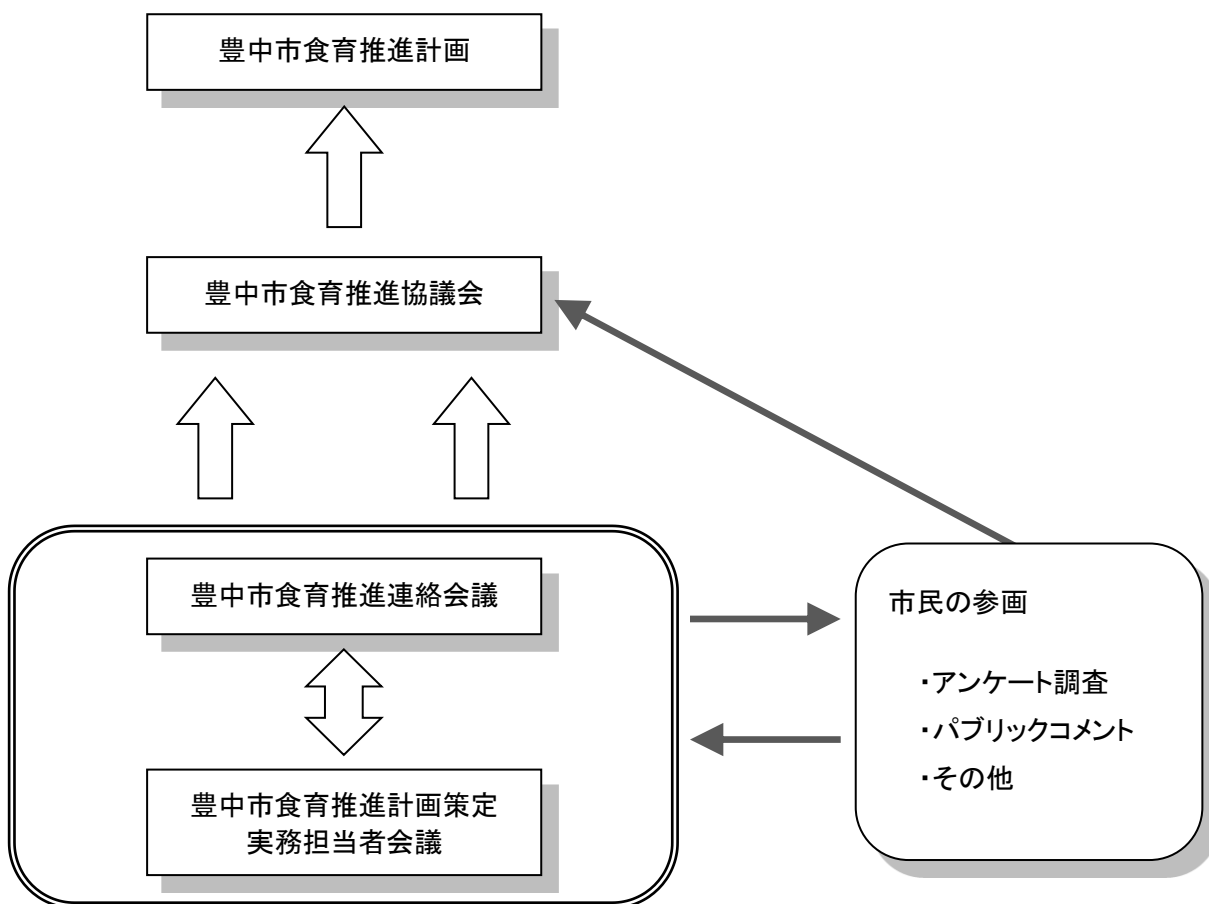 豊中市食育推進計画
豊中市食育推進協議会
豊中市食育推進連絡会議
豊中市食育推進計画策定
実務担当者会議
市民の参画
・アンケート調査
・パブリックコメント
・その他